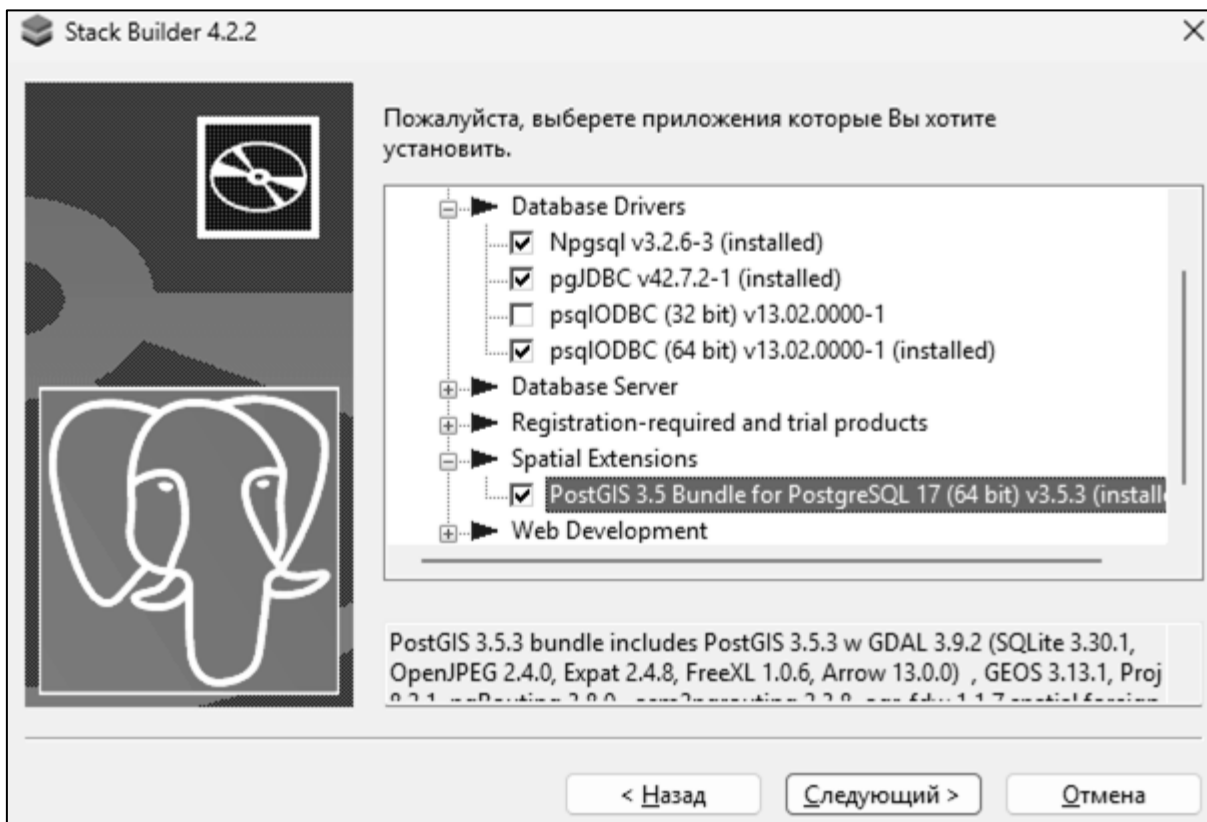 Stack Builder 4.2.2
Пожалуйста, выберете приложения которые Вы хотите
установить.
Database Drivers
Npgsql v3.2.6-3 (installed)
pgJDBC v42.7.2-1 (installed)
psqlODBC (32 bit) v13.02.0000-1
psqlODBC (64 bit) v13.02.0000-1 (installed)
Database Server
Registration-required and trial products
Spatial Extensions
PostGIS 3.5 Bundle for PostgreSQL 17 (64 bit) v3.5.3
Web Development
PostGIS 3.5.3 bundle includes PostGIS 3.5.3 w GDAL 3.9.2 (SQLite 3.30.1,
OpenJPEG 2.4.0, Expat 2.4.8, FreeXL 1.0.6, Arrow 13.0.0) , GEOS 3.13.1, Proj
< Назад
Следующий >
Отмена